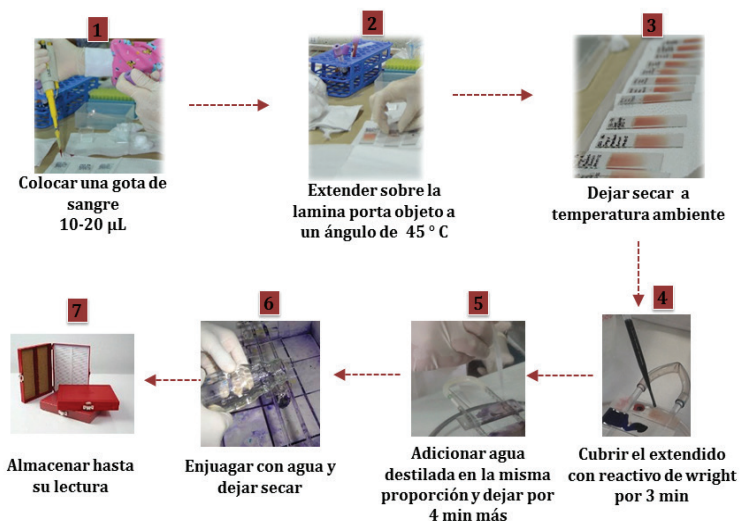 1
Colocar una gota de
sangre
10-20 µL
2
Extender sobre la
lamina porta objeto a
un ángulo de  45 ° C
3
Dejar secar  a
temperatura ambiente
4
Cubrir el extendido
con reactivo de wright
por 3 min
5
Adicionar agua
destilada en la misma
proporción y dejar por
4 min más
6
Enjuagar con agua y
dejar secar
7
Almacenar hasta
su lectura